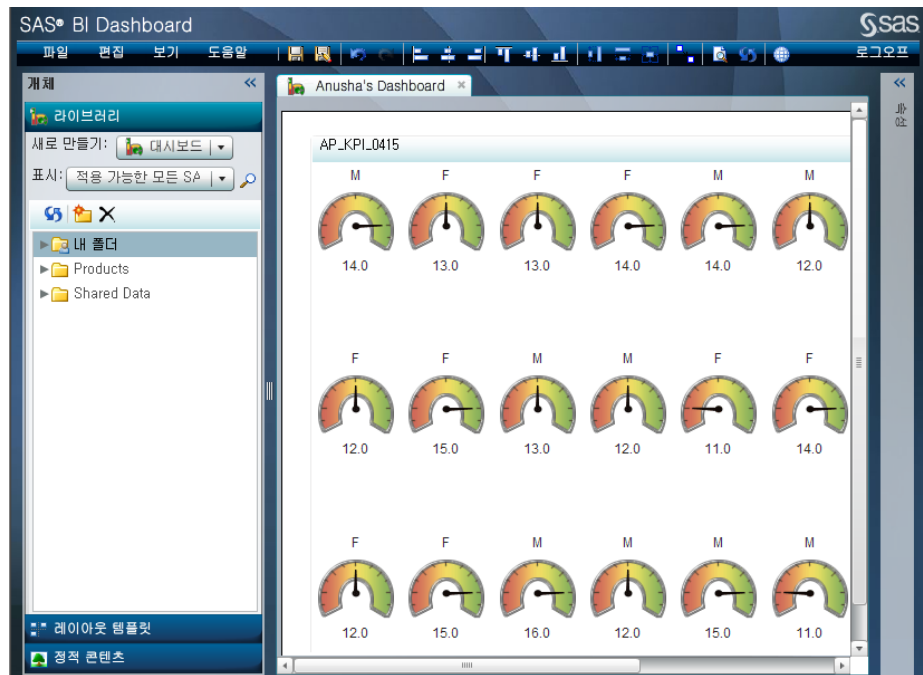 SAS® BI Dashboard
sas
파일 편집 보기 도움말
로그오프
개체
라이브러리
새로 만들기: 대시보드
표시: 적용 가능한 모든 SA
내 폴더
Products
Shared Data
레이아웃 템플릿
정적 콘텐츠
Anusha's Dashboard
AP_KPI_0415
M F F F M M
14.0 13.0 13.0 14.0 14.0 12.0
F F M M F F
12.0 15.0 13.0 12.0 11.0 14.0
F F M M M M
12.0 15.0 16.0 12.0 15.0 11.0
속성